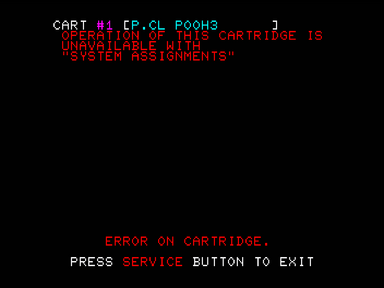 CART #1 [P.CL POOH3 ]
OPERATION OF THIS CARTRIDGE IS
UNAVAILABLE WITH
"SYSTEM ASSIGNMENTS"
ERROR ON CARTRIDGE.
PRESS SERVICE BUTTON TO EXIT